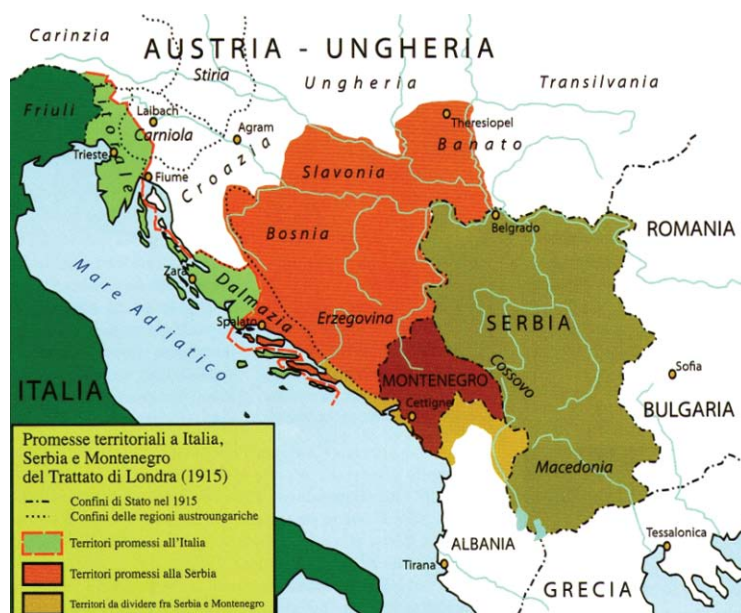 Carinzia
AUSTRIA - UNGHERIA
Stiria
Ungheria
Transilvania
Friuli
Laibach
Carniola
Theresiopel
Banato
Agram
Trieste
Croazia
Slavonia
Fiume
Belgrado
ROMANIA
Bosnia
Mare Adriatico
Zara
Dalmazia
Spalato
Erzegovina
SERBIA
Cossovo
Sofia
ITALIA
MONTENEGRO
BULGARIA
Cettigne
Macedonia
Promesse territoriali a Italia,
Serbia e Montenegro
del Trattato di Londra (1915)
Confini di Stato nel 1915
Confini delle regioni austroungariche
Territori promessi all'Italia
Territori promessi alla Serbia
Territori da dividere fra Serbia e Montenegro
ALBANIA
Tirana
Tessalonica
GRECIA